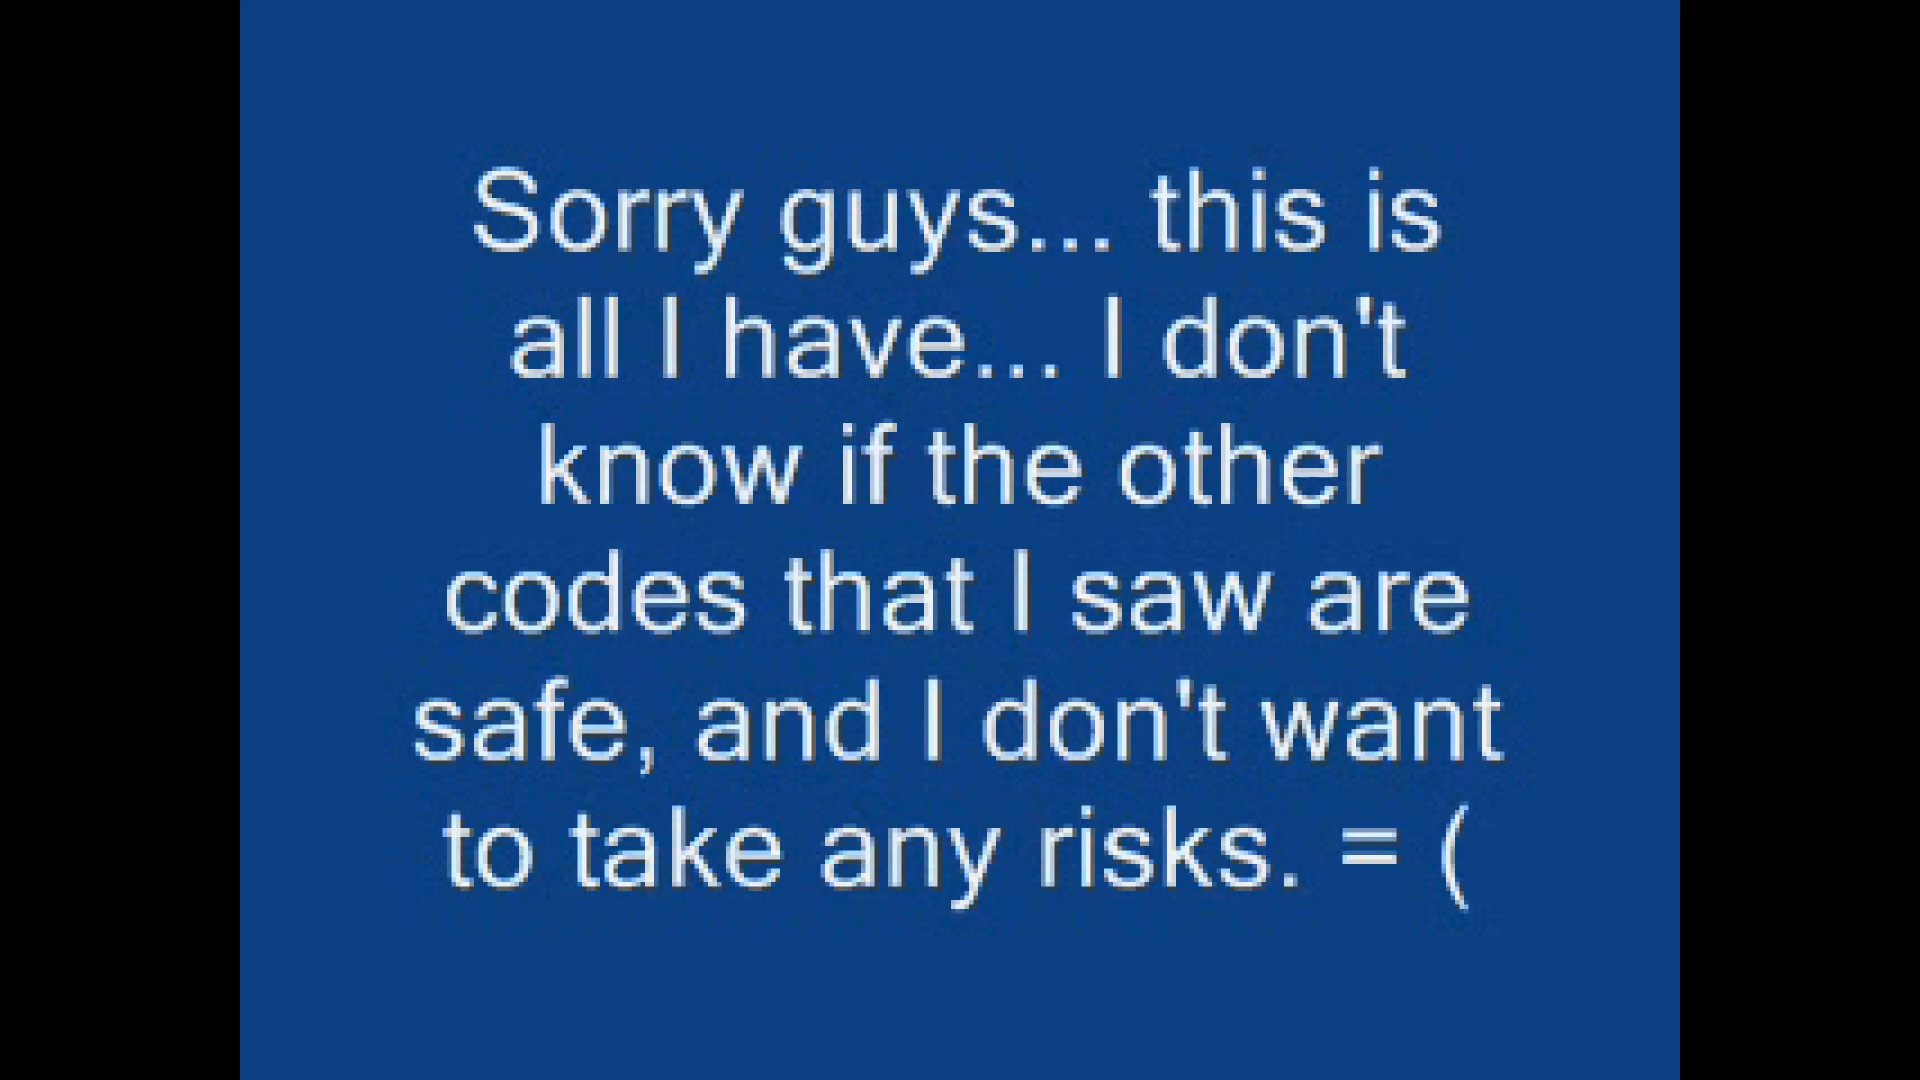 Sorry guys... this is
all I have... I don't
know if the other
codes that I saw are
safe, and I don't want
to take any risks. = (